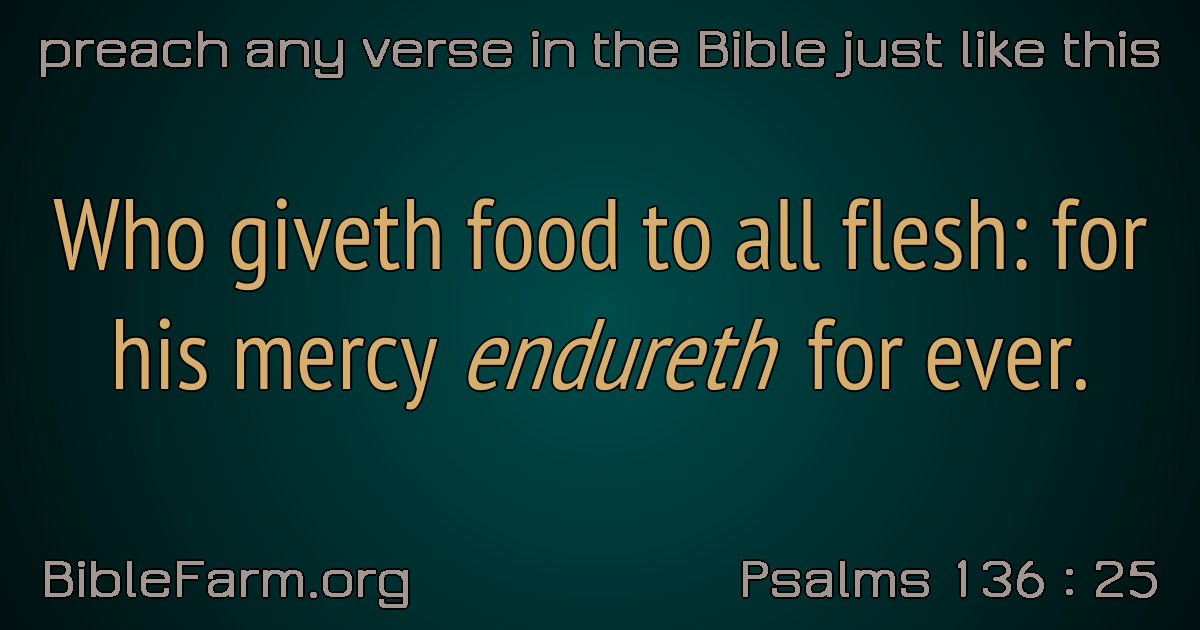 preach any verse in the Bible just like this
Who giveth food to all flesh: for
his mercy endureth for ever.
BibleFarm.org
Psalms 136 : 25